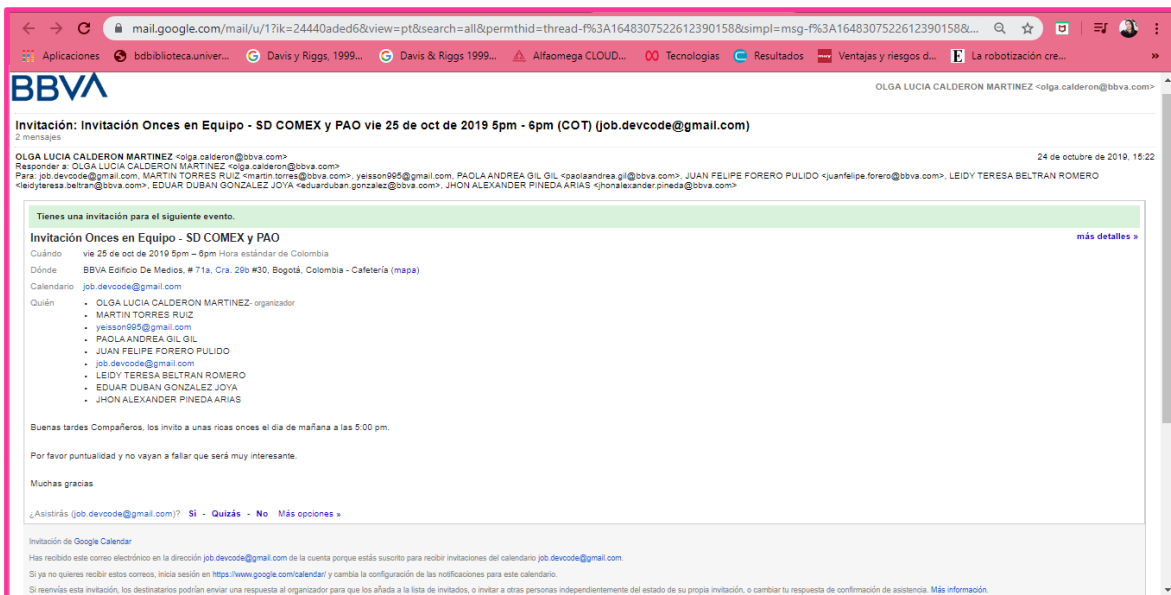 mail.google.com/mail/u/1?ik=24440aded6&view=pt&search=all&permthid=thread-f%3A1648307522612390158&simpl=msg-f%3A1648307522612390158&...
Aplicaciones bdbiblioteca.univer... Davis y Riggs, 1999... Davis & Riggs 1999... Alfaomega CLOUD... Tecnologias Resultados Ventajas y riesgos d... La robotización cre... »
BBVA OLGA LUCIA CALDERON MARTINEZ <olga.calderon@bbva.com>
Invitación: Invitación Onces en Equipo - SD COMEX y PAO vie 25 de oct de 2019 5pm - 6pm (COT) (job.devcode@gmail.com)
2 mensajes
OLGA LUCIA CALDERON MARTINEZ <olga.calderon@bbva.com> 24 de octubre de 2019, 15:22
Responder a: OLGA LUCIA CALDERON MARTINEZ <olga.calderon@bbva.com>
Para: job.devcode@gmail.com, MARTIN TORRES RUIZ <martin.torres@bbva.com>, yeisson995@gmail.com, PAOLA ANDREA GIL GIL <paolaandrea.gil@bbva.com>, JUAN FELIPE FORERO PULIDO <juanfelipe.forero@bbva.com>, LEIDY TERESA BELTRAN ROMERO
<leidyteresa.beltran@bbva.com>, EDUAR DUBAN GONZALEZ JOYA <eduarduban.gonzalez@bbva.com>, JHON ALEXANDER PINEDA ARIAS <jhonalexander.pineda@bbva.com>
Tienes una invitación para el siguiente evento.
Invitación Onces en Equipo - SD COMEX y PAO más detalles »
Cuándo vie 25 de oct de 2019 5pm – 6pm Hora estándar de Colombia
Dónde BBVA Edificio De Medios, # 71a, Cra. 29b #30, Bogotá, Colombia - Cafetería (mapa)
Calendario job.devcode@gmail.com
Quién • OLGA LUCIA CALDERON MARTINEZ- organizador
• MARTIN TORRES RUIZ
• yeisson995@gmail.com
• PAOLA ANDREA GIL GIL
• JUAN FELIPE FORERO PULIDO
• job.devcode@gmail.com
• LEIDY TERESA BELTRAN ROMERO
• EDUAR DUBAN GONZALEZ JOYA
• JHON ALEXANDER PINEDA ARIAS
Buenas tardes Compañeros, los invito a unas ricas onces el dia de mañana a las 5:00 pm.
Por favor puntualidad y no vayan a fallar que será muy interesante.
Muchas gracias
¿Asistirás (job.devcode@gmail.com)? Sí - Quizás - No Más opciones »
Invitación de Google Calendar
Has recibido este correo electrónico en la dirección job.devcode@gmail.com de la cuenta porque estás suscrito para recibir invitaciones del calendario job.devcode@gmail.com.
Si ya no quieres recibir estos correos, inicia sesión en https://www.google.com/calendar/ y cambia la configuración de las notificaciones para este calendario.
Si reenvías esta invitación, los destinatarios podrían enviar una respuesta al organizador para que los añada a la lista de invitados, o invitar a otras personas independientemente del estado de su propia invitación, o cambiar tu respuesta de confirmación de asistencia. Más información.